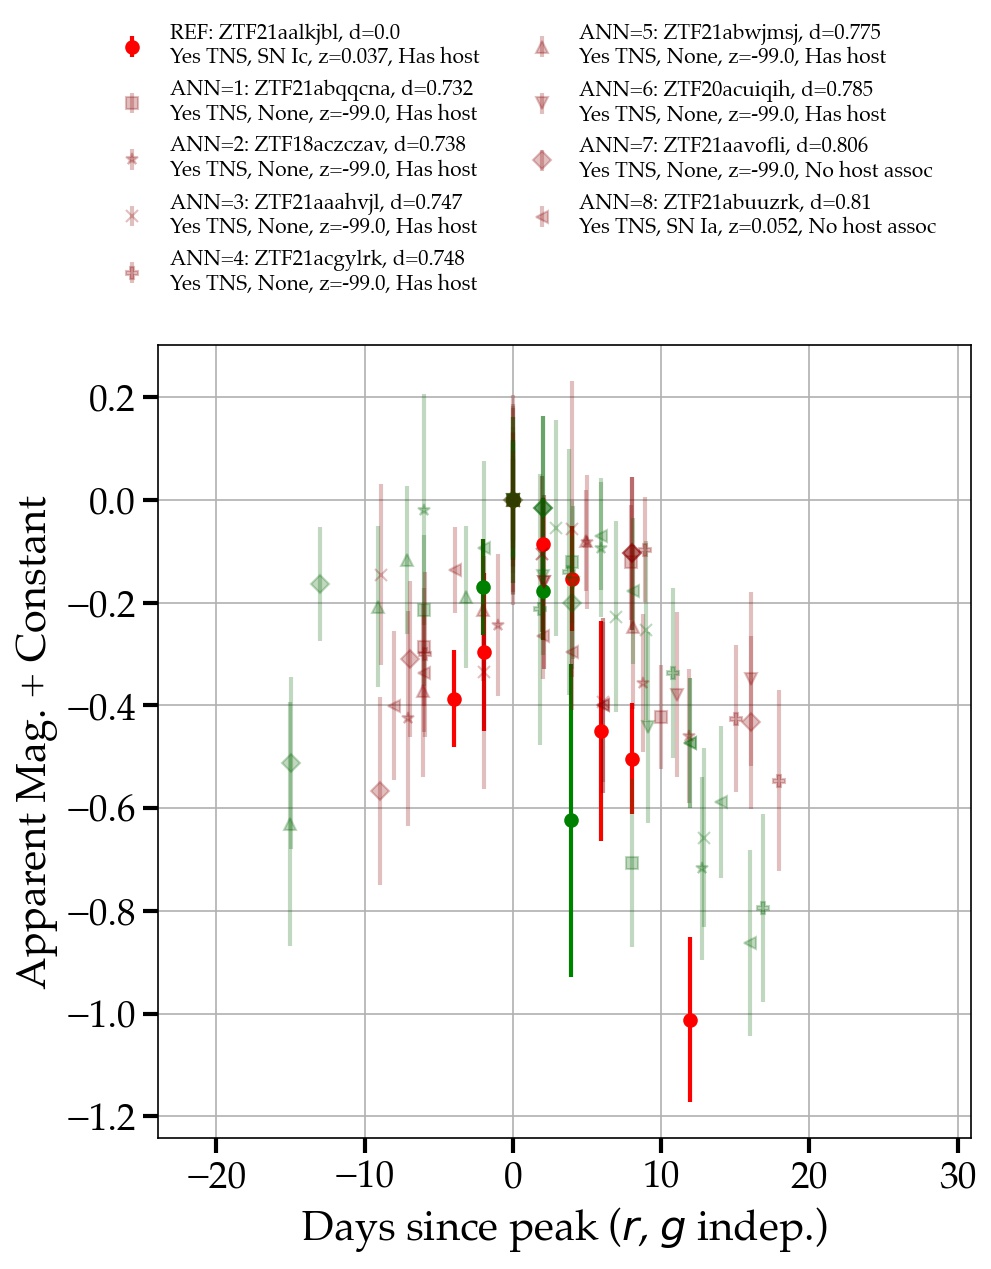 REF: ZTF21aalkjbl, d=0.0
Yes TNS, SN Ic, z=0.037, Has host
ANN=1: ZTF21abqqcna, d=0.732
Yes TNS, None, z=-99.0, Has host
ANN=2: ZTF18aczczav, d=0.738
Yes TNS, None, z=-99.0, Has host
ANN=3: ZTF21aaahvjl, d=0.747
Yes TNS, None, z=-99.0, Has host
ANN=4: ZTF21acgylrk, d=0.748
Yes TNS, None, z=-99.0, Has host
ANN=5: ZTF21abwjmsj, d=0.775
Yes TNS, None, z=-99.0, Has host
ANN=6: ZTF20acuiqih, d=0.785
Yes TNS, None, z=-99.0, Has host
ANN=7: ZTF21aavofli, d=0.806
Yes TNS, None, z=-99.0, No host assoc
ANN=8: ZTF21abuuzrk, d=0.81
Yes TNS, SN Ia, z=0.052, No host assoc
Apparent Mag. + Constant
0.2
0.0
−0.2
−0.4
−0.6
−0.8
−1.0
−1.2
−20
−10
0
10
20
30
Days since peak (r, g indep.)